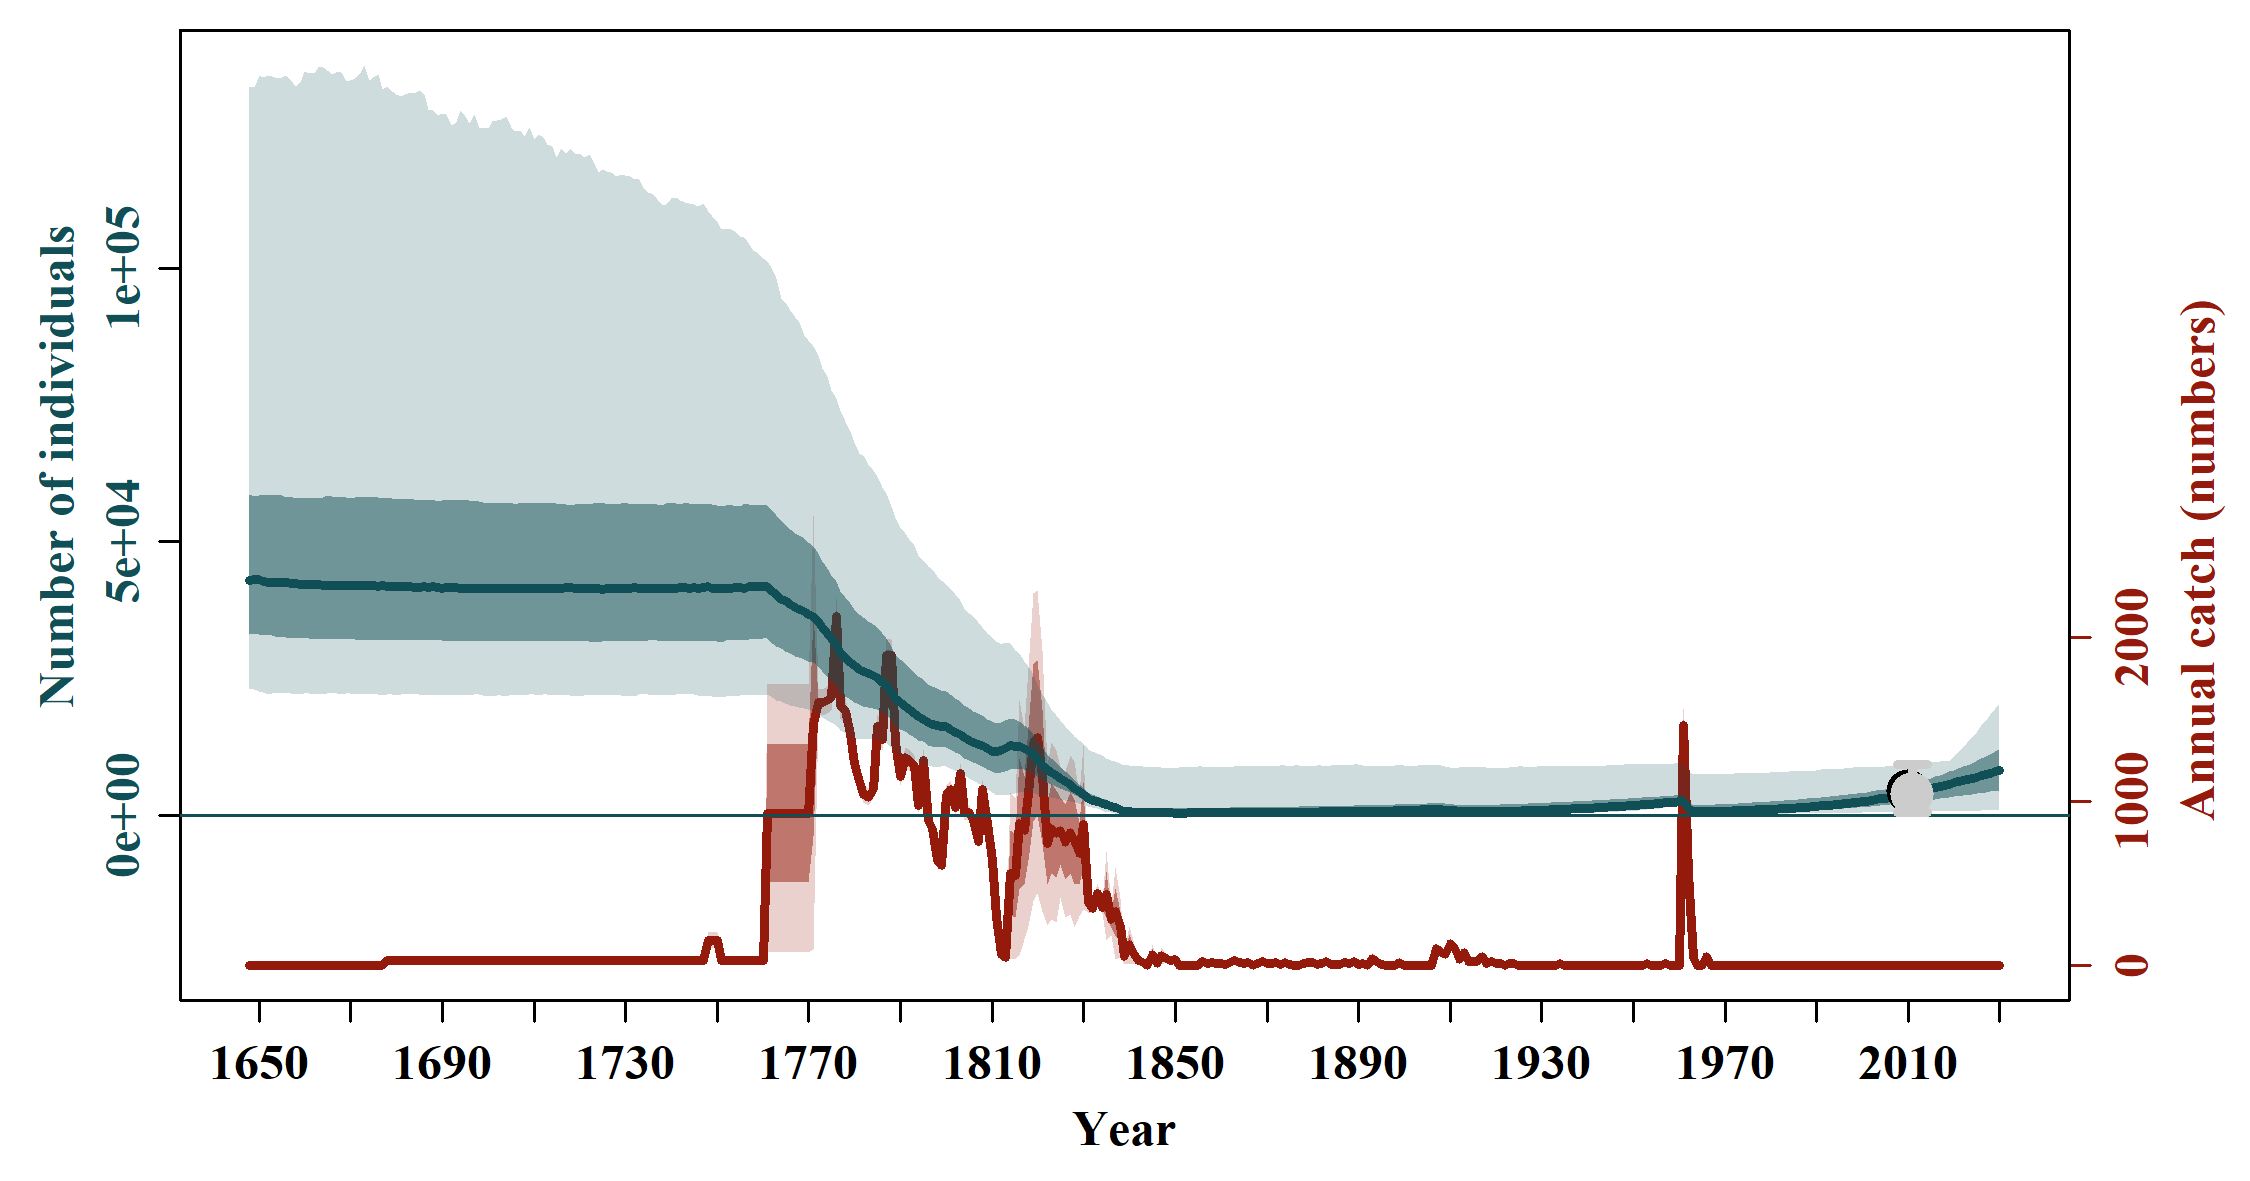 Number of individuals
1e+05
5e+04
0e+00
2000
1000
0
Annual catch (numbers)
1650 1690 1730 1770 1810 1850 1890 1930 1970 2010
Year